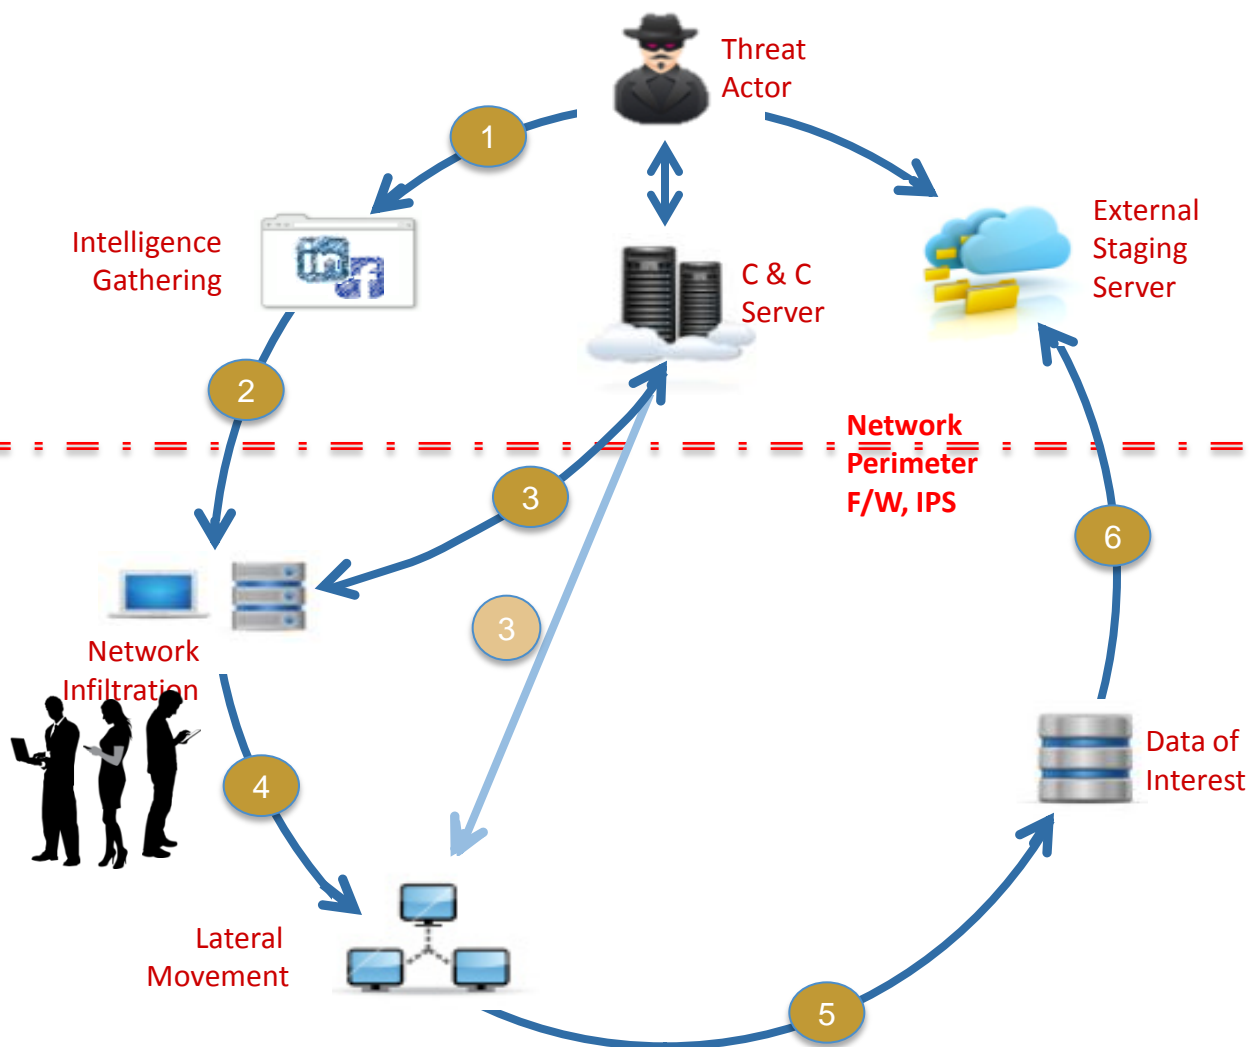 Threat
Actor
1
Intelligence
Gathering
in f
External
Staging
Server
C & C
Server
2
Network
Perimeter
F/W, IPS
3
6
3
Network
Infiltration
Data of
Interest
4
Lateral
Movement
5